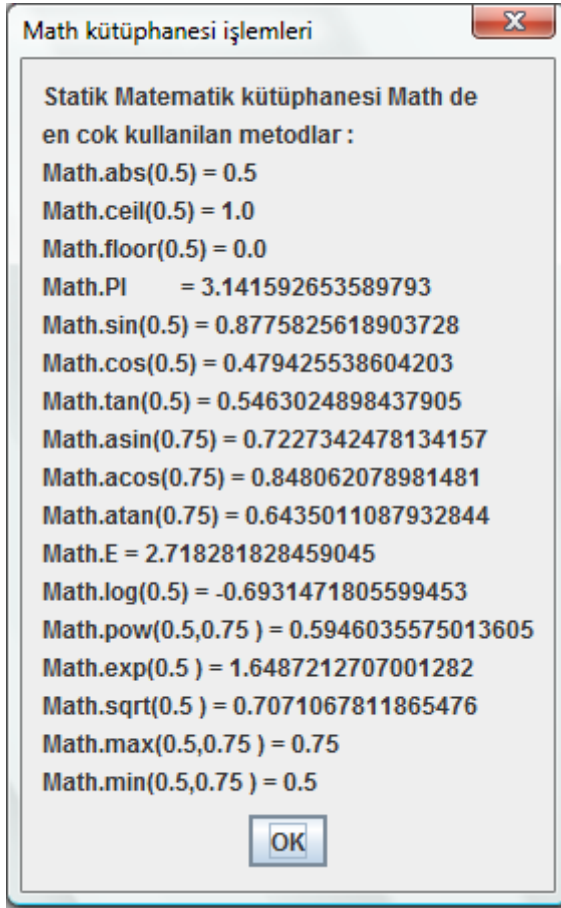 Math kütüphanesi işlemleri
Statik Matematik kütüphanesi Math de
en cok kullanilan metodlar :
Math.abs(0.5) = 0.5
Math.ceil(0.5) = 1.0
Math.floor(0.5) = 0.0
Math.PI = 3.141592653589793
Math.sin(0.5) = 0.8775825618903728
Math.cos(0.5) = 0.479425538604203
Math.tan(0.5) = 0.5463024898437905
Math.asin(0.75) = 0.7227342478134157
Math.acos(0.75) = 0.848062078981481
Math.atan(0.75) = 0.6435011087932844
Math.E = 2.718281828459045
Math.log(0.5) = -0.6931471805599453
Math.pow(0.5,0.75 ) = 0.5946035575013605
Math.exp(0.5 ) = 1.6487212707001282
Math.sqrt(0.5 ) = 0.7071067811865476
Math.max(0.5,0.75 ) = 0.75
Math.min(0.5,0.75 ) = 0.5
OK